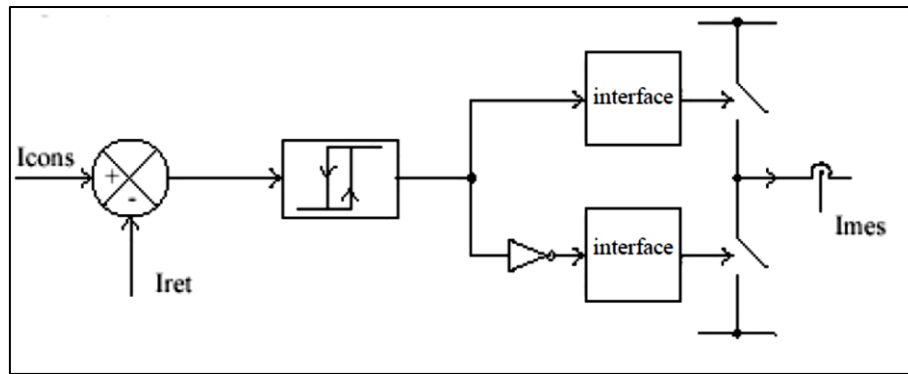 interface
Icons
+
-
interface
Iret
Imes